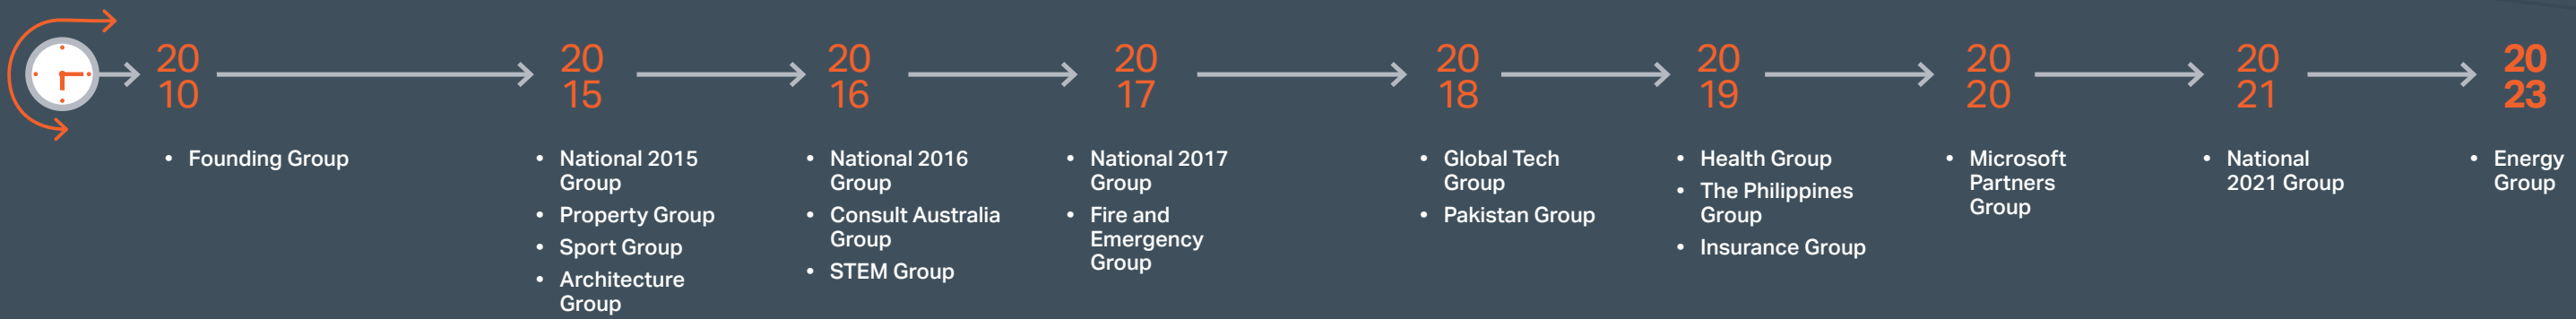 20
10
• Founding Group
20
15
• National 2015
Group
• Property Group
• Sport Group
• Architecture
Group
20
16
• National 2016
Group
• Consult Australia
Group
• STEM Group
20
17
• National 2017
Group
• Fire and
Emergency
Group
20
18
• Global Tech
Group
• Pakistan Group
20
19
• Health Group
• The Philippines
Group
• Insurance Group
20
20
• Microsoft
Partners
Group
20
21
• National
2021 Group
20
23
• Energy
Group